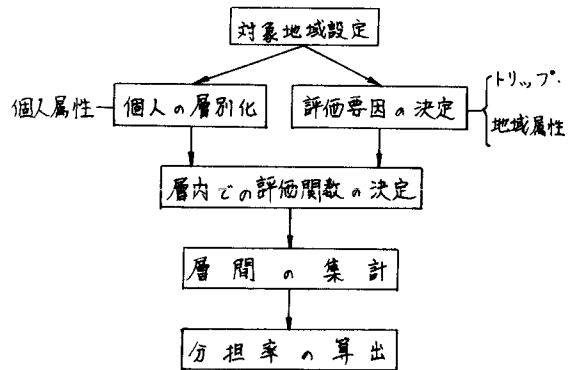 対象地域設定
個人属性
個人の層別化
評価要因の決定
トリップ・
地域属性
層内での評価関数の決定
層間の集計
分担率の算出